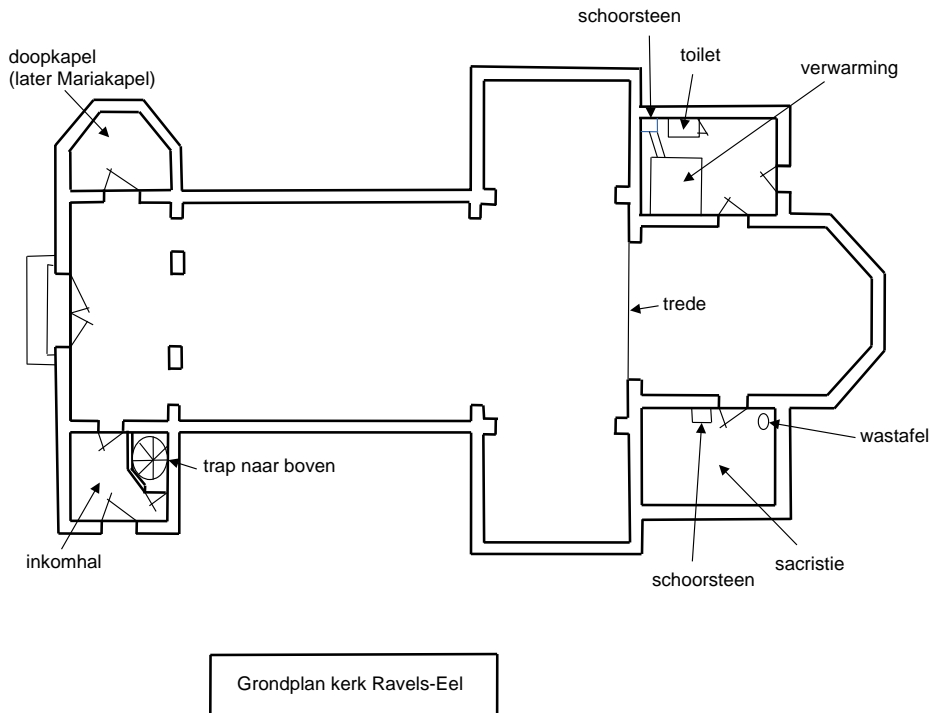 schoorsteen
doopkapel
(later Mariakapel)
toilet
verwarming
trede
wastafel
trap naar boven
inkomhal
schoorsteen
sacristie
Grondplan kerk Ravels-Eel